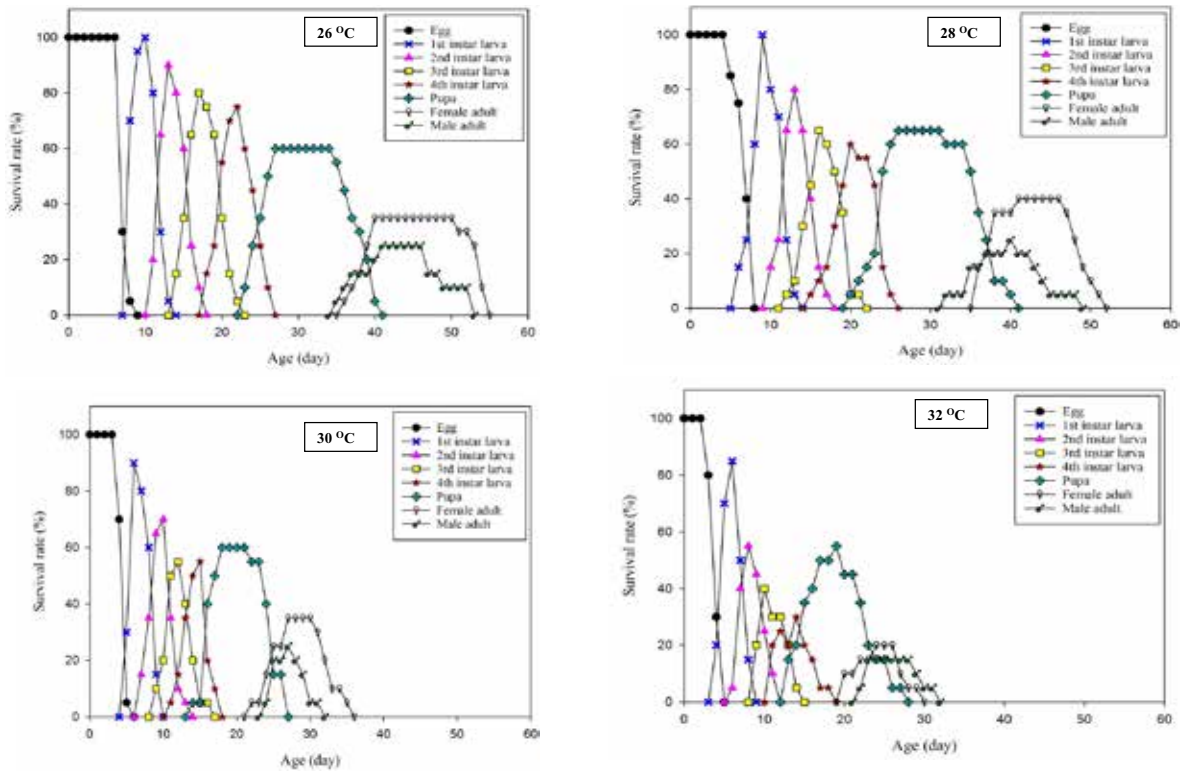 26 °C
Egg
1st instar larva
2nd instar larva
3rd instar larva
4th instar larva
Pupa
Female adult
Male adult
100
80
60
40
20
0
Survival rate (%)
0 10 20 30 40 50 60
Age (day)
28 °C
Egg
1st instar larva
2nd instar larva
3rd instar larva
4th instar larva
Pupa
Female adult
Male adult
100
80
60
40
20
0
Survival rate (%)
0 10 20 30 40 50 60
Age (day)
30 °C
Egg
1st instar larva
2nd instar larva
3rd instar larva
4th instar larva
Pupa
Female adult
Male adult
100
80
60
40
20
0
Survival rate (%)
0 10 20 30 40 50 60
Age (day)
32 °C
Egg
1st instar larva
2nd instar larva
3rd instar larva
4th instar larva
Pupa
Female adult
Male adult
100
80
60
40
20
0
Survival rate (%)
0 10 20 30 40 50 60
Age (day)